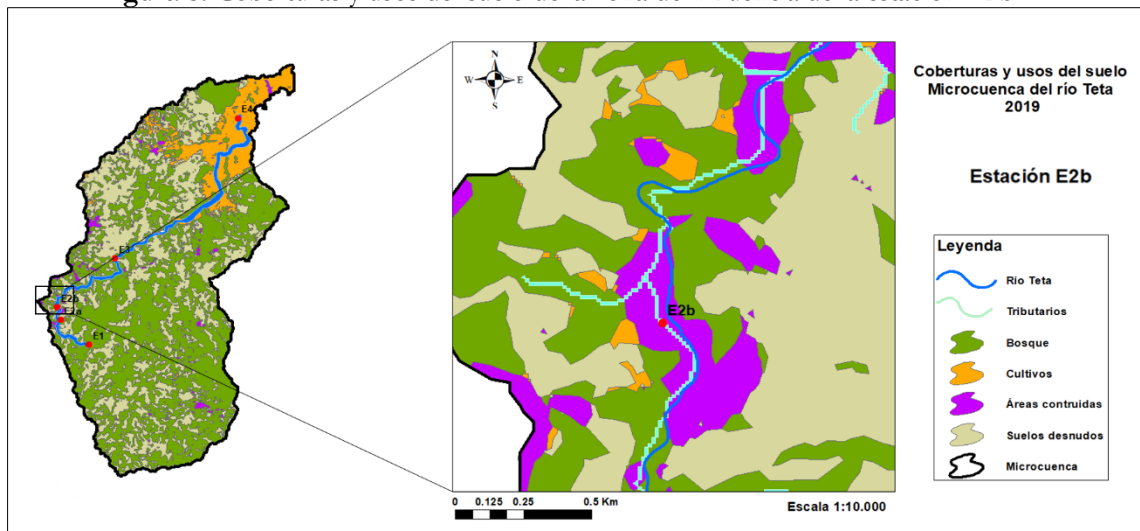 N
W E
S
Coberturas y usos del suelo
Microcuenca del río Teta
2019
Estación E2b
E4
E3
E2b
E2a
E1
E2b
Leyenda
Río Teta
Tributarios
Bosque
Cultivos
Áreas contruidas
Suelos desnudos
Microcuenca
0 0.125 0.25 0.5 Km
Escala 1:10.000